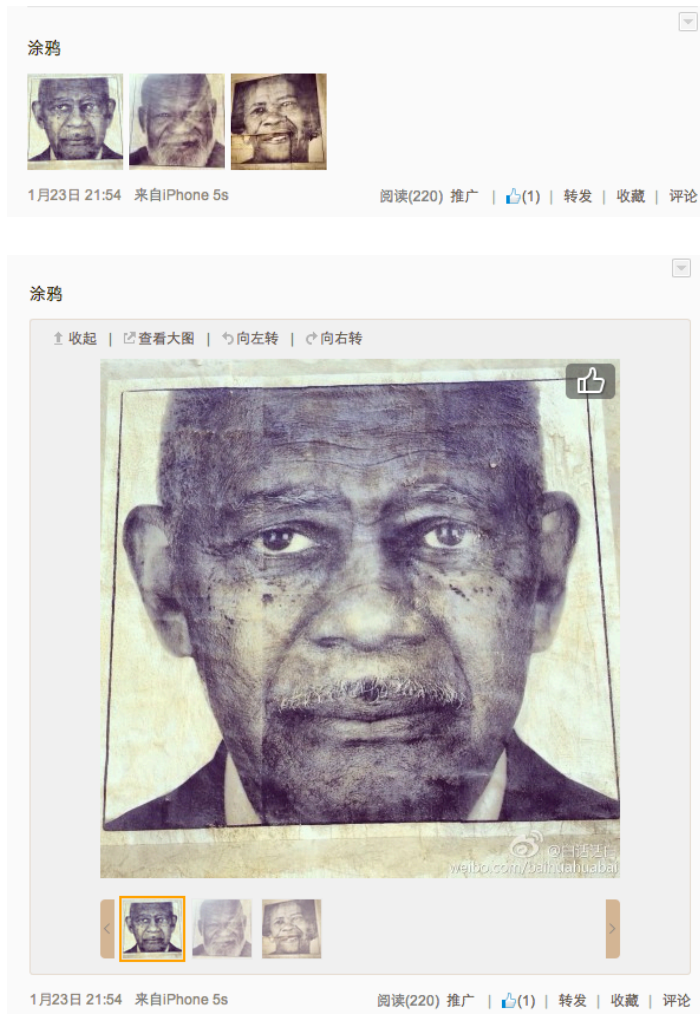 涂鸦
1月23日 21:54 来自iPhone 5s
阅读(220) 推广 | (1) | 转发 | 收藏 | 评论
涂鸦
收起 | 查看大图 | 向左转 | 向右转
weibo.com/baihuahuabai
1月23日 21:54 来自iPhone 5s
阅读(220) 推广 | (1) | 转发 | 收藏 | 评论